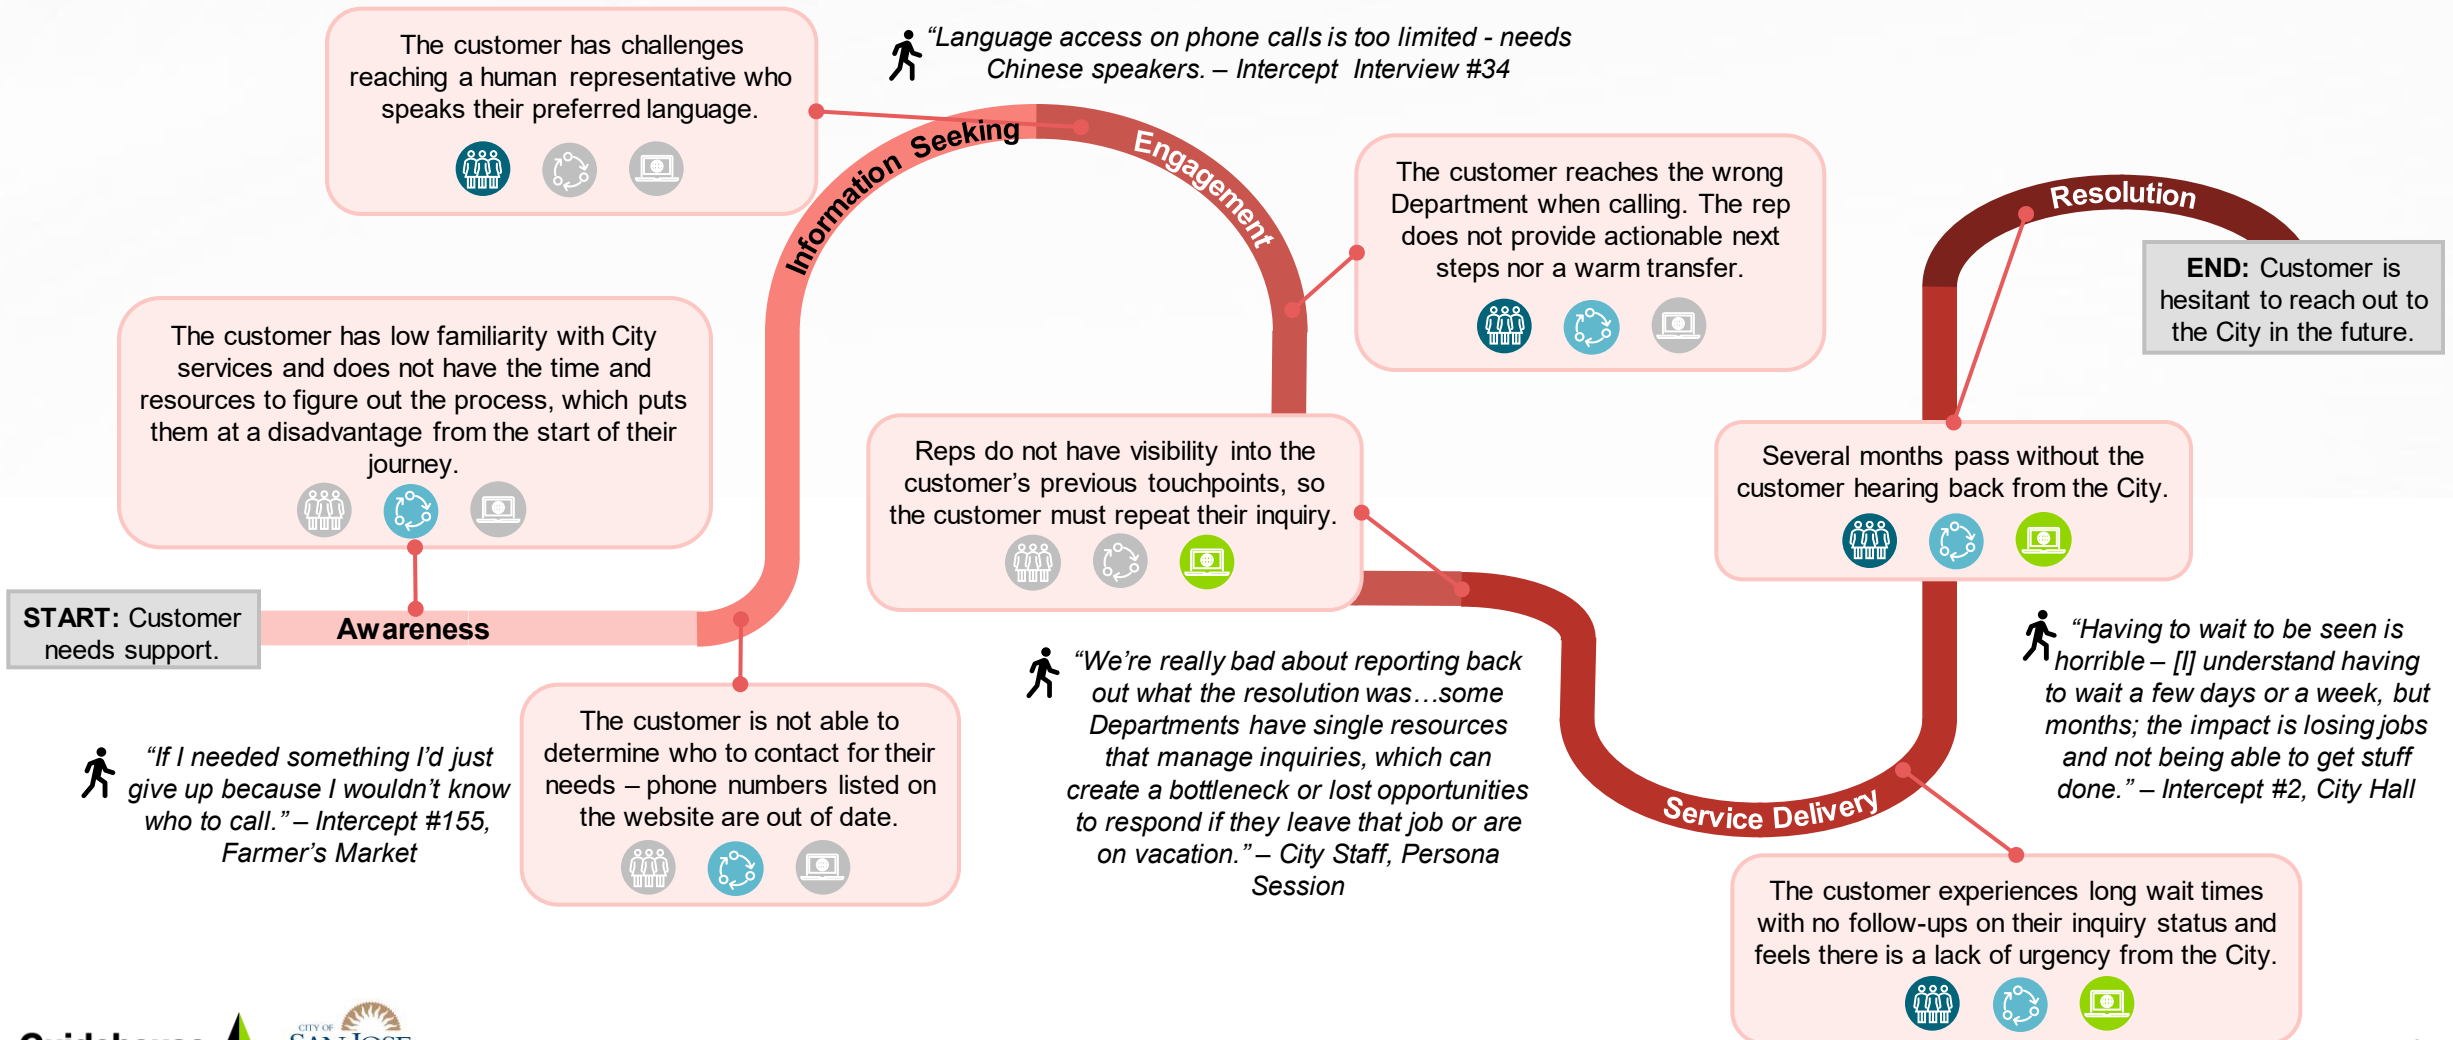 The customer has challenges
reaching a human representative who
speaks their preferred language.
“Language access on phone calls is too limited - needs
Chinese speakers. – Intercept Interview #34
Information Seeking
Engagement
The customer reaches the wrong
Department when calling. The rep
does not provide actionable next
steps nor a warm transfer.
Resolution
END: Customer is
hesitant to reach out to
the City in the future.
The customer has low familiarity with City
services and does not have the time and
resources to figure out the process, which puts
them at a disadvantage from the start of their
journey.
Reps do not have visibility into the
customer’s previous touchpoints, so
the customer must repeat their inquiry.
Several months pass without the
customer hearing back from the City.
START: Customer
needs support.
Awareness
“If I needed something I’d just
give up because I wouldn’t know
who to call.” – Intercept #155,
Farmer’s Market
The customer is not able to
determine who to contact for their
needs – phone numbers listed on
the website are out of date.
“We’re really bad about reporting back
out what the resolution was…some
Departments have single resources
that manage inquiries, which can
create a bottleneck or lost opportunities
to respond if they leave that job or are
on vacation.” – City Staff, Persona
Session
Service Delivery
“Having to wait to be seen is
horrible – [I] understand having
to wait a few days or a week, but
months; the impact is losing jobs
and not being able to get stuff
done.” – Intercept #2, City Hall
The customer experiences long wait times
with no follow-ups on their inquiry status and
feels there is a lack of urgency from the City.
Guidehouse
CITY OF
SAN JOSE